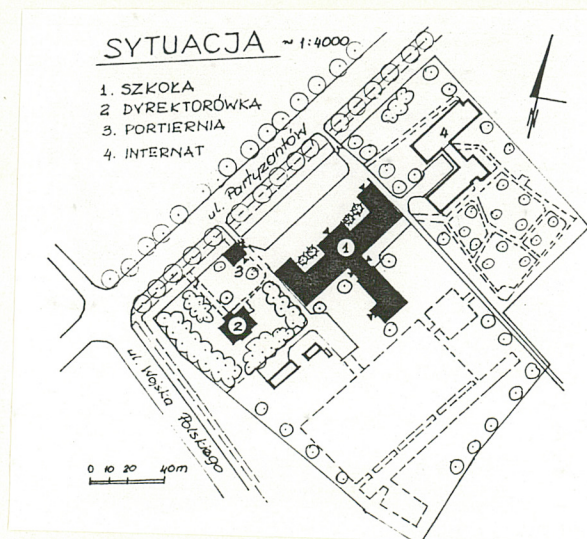 SYTUACJA ~ 1:4000
1. SZKOŁA
2 DYREKTORÓWKA
3. PORTIERNIA
4. INTERNAT
N
ul. Partyzantów
4
1
3
2
ul. Wojska
Polskiego
0 10 20 40m